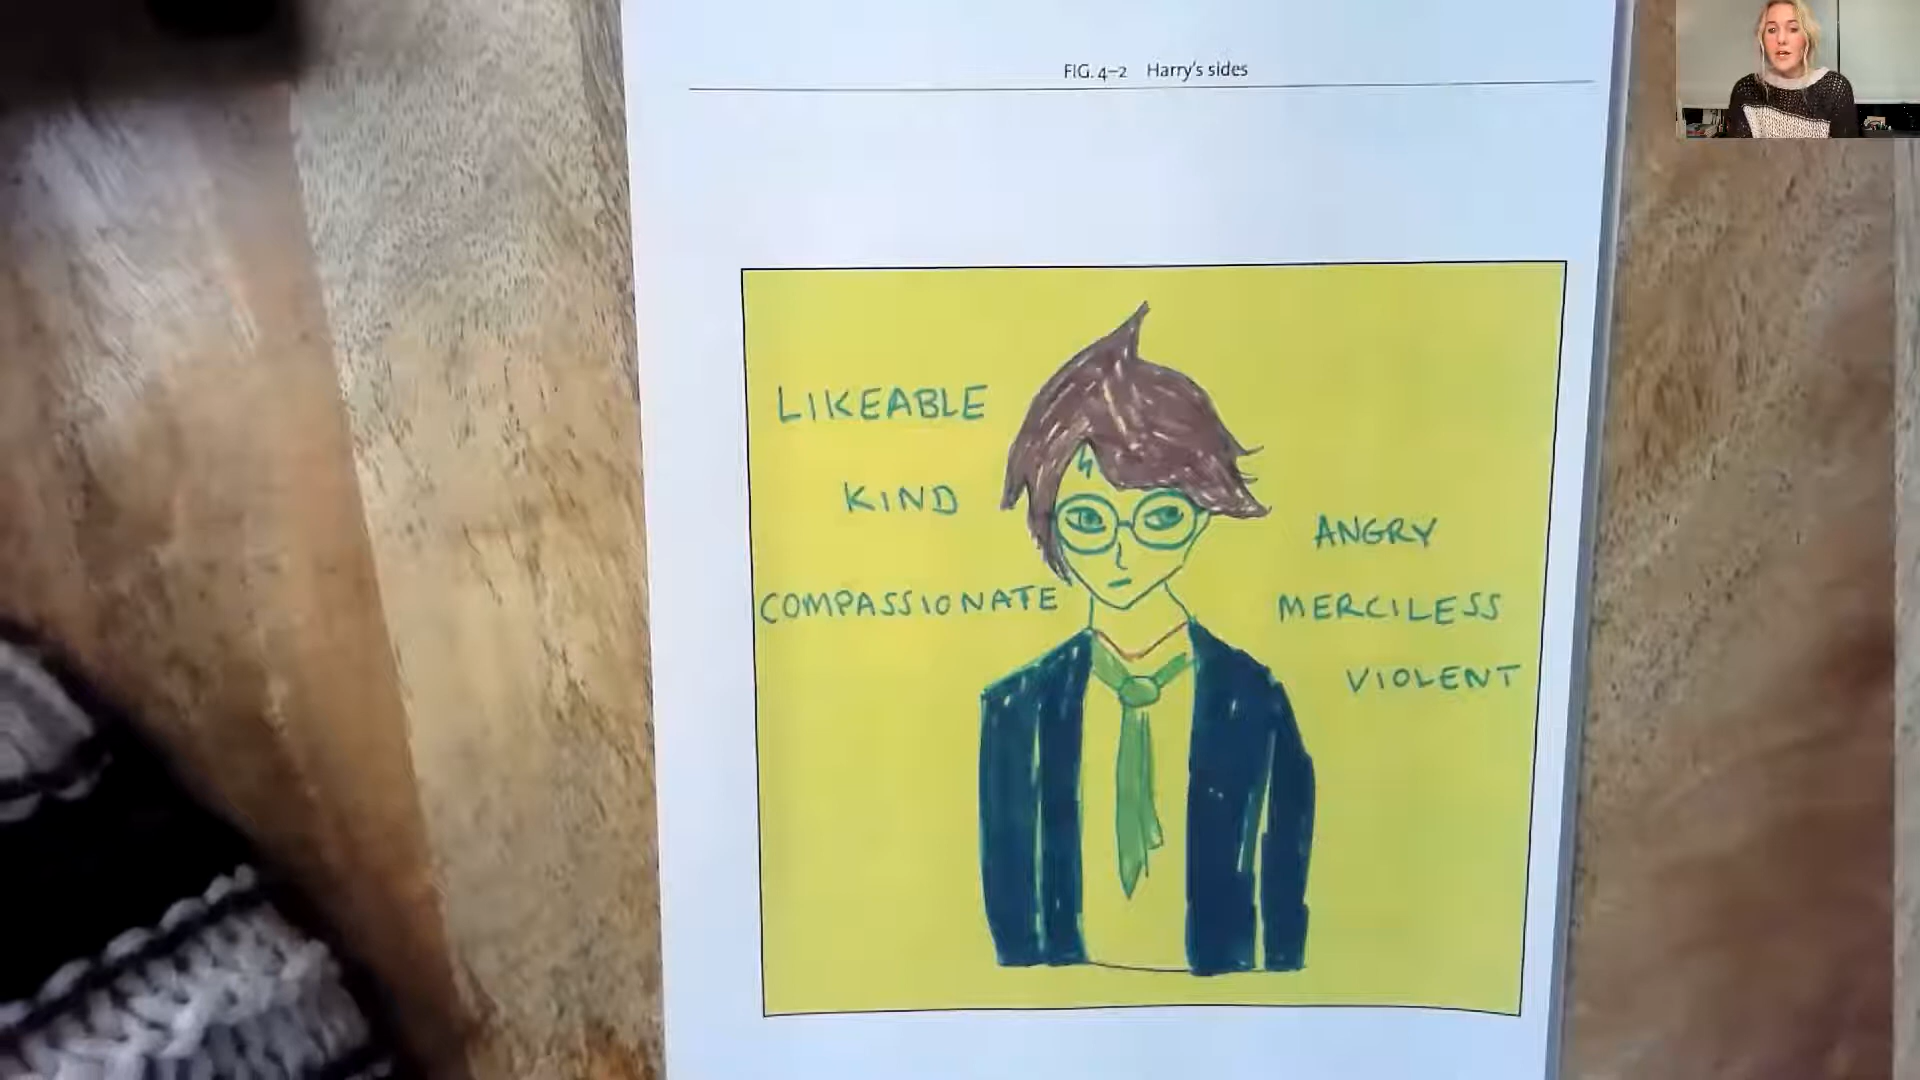 FIG. 4–2 Harry's sides
LIKEABLE
KIND
COMPASSIONATE
ANGRY
MERCILESS
VIOLENT